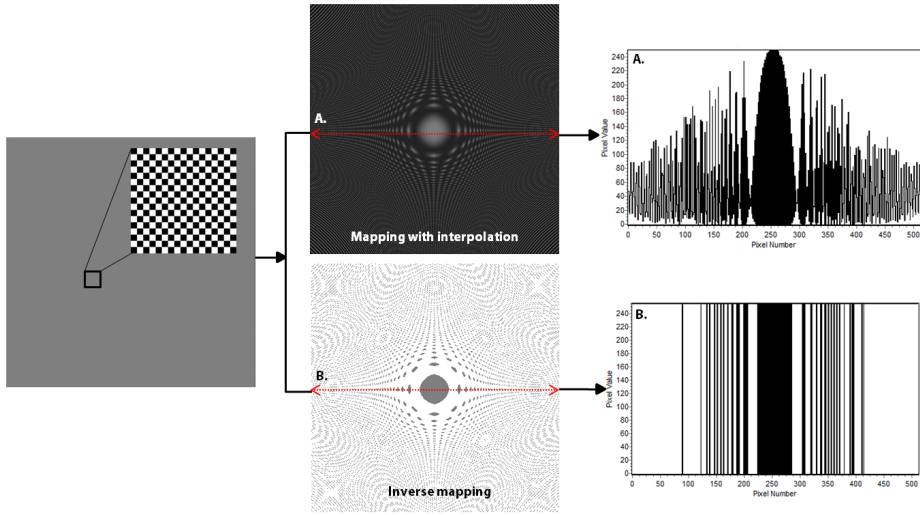 A.
Mapping with interpolation
B.
Inverse mapping
A.
Pixel Value
240
220
200
180
160
140
120
100
80
60
40
20
0
0 50 100 150 200 250 300 350 400 450 500
Pixel Number
B.
Pixel Value
240
220
200
180
160
140
120
100
80
60
40
20
0
0 50 100 150 200 250 300 350 400 450 500
Pixel Number